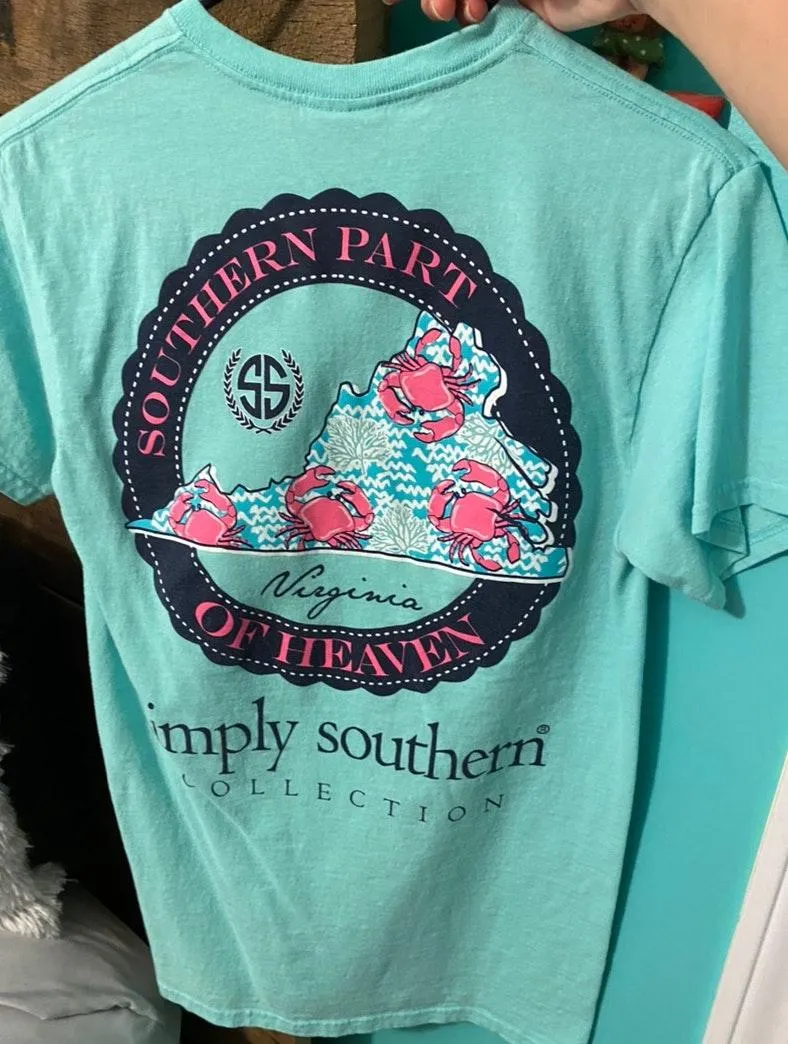 SOUTHERN PART
SS
Virginia
OF HEAVEN
imply southern®
COLLECTION